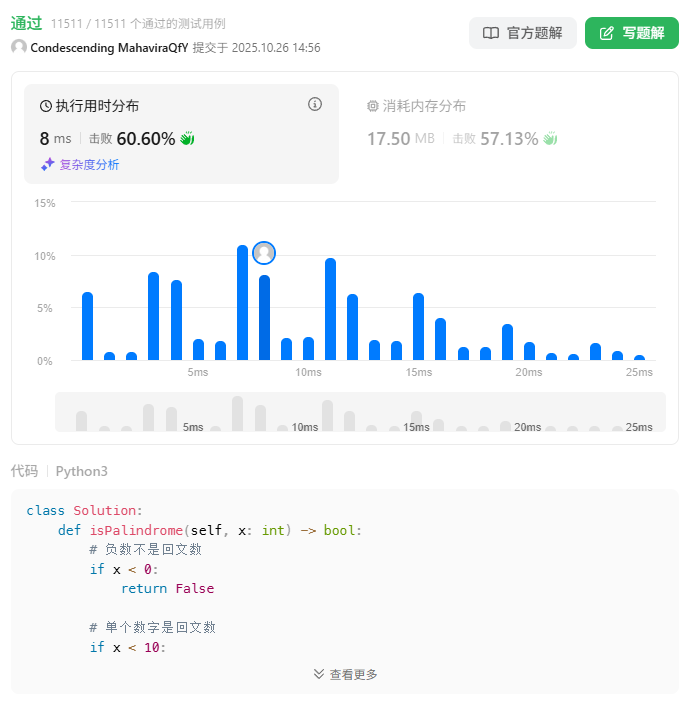 通过 11511 / 11511 个通过的测试用例
Condescending MahaviraQfY 提交于 2025.10.26 14:56
官方题解
写题解
执行用时分布
8 ms 击败 60.60%
复杂度分析
消耗内存分布
17.50 MB 击败 57.13%
15%
10%
5%
0%
5ms 10ms 15ms 20ms 25ms
5ms 10ms 15ms 20ms 25ms
代码 Python3
class Solution:
    def isPalindrome(self, x: int) -> bool:
        # 负数不是回文数
        if x < 0:
            return False
        # 单个数字是回文数
        if x < 10:
查看更多